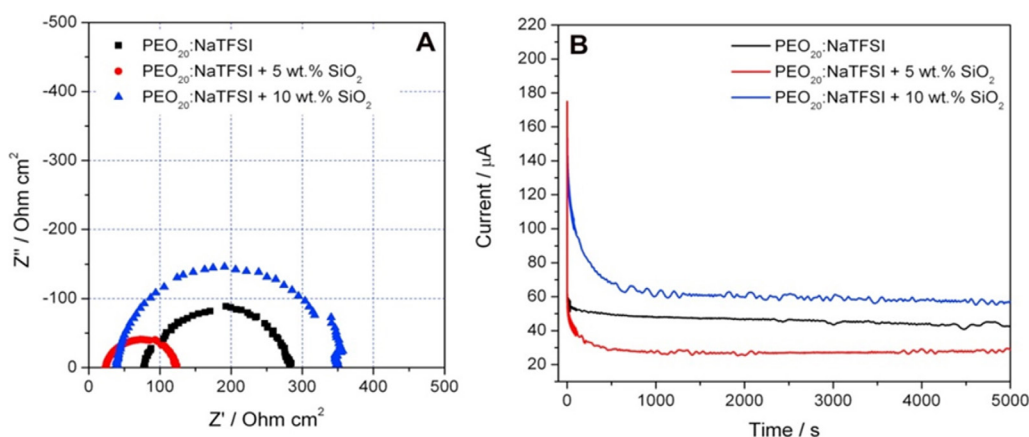 A
PEO₂₀:NaTFSI
PEO₂₀:NaTFSI + 5 wt.% SiO₂
PEO₂₀:NaTFSI + 10 wt.% SiO₂
-500
-400
-300
-200
-100
0
Z'' / Ohm cm²
0 100 200 300 400 500
Z' / Ohm cm²
B
PEO₂₀:NaTFSI
PEO₂₀:NaTFSI + 5 wt.% SiO₂
PEO₂₀:NaTFSI + 10 wt.% SiO₂
220
200
180
160
140
120
100
80
60
40
20
Current / µA
0 1000 2000 3000 4000 5000
Time / s